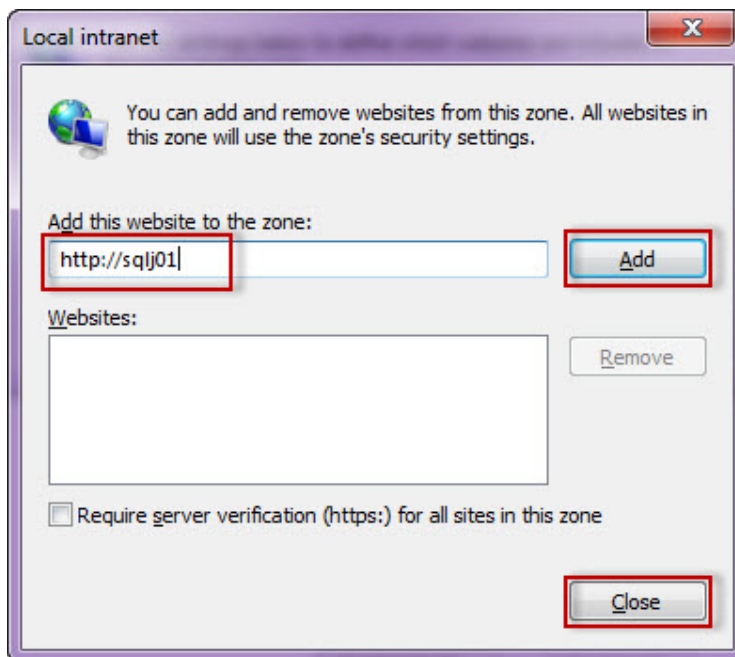 Local intranet
You can add and remove websites from this zone. All websites in
this zone will use the zone's security settings.
Add this website to the zone:
http://sqlj01
Add
Websites:
Remove
Require server verification (https:) for all sites in this zone
Close